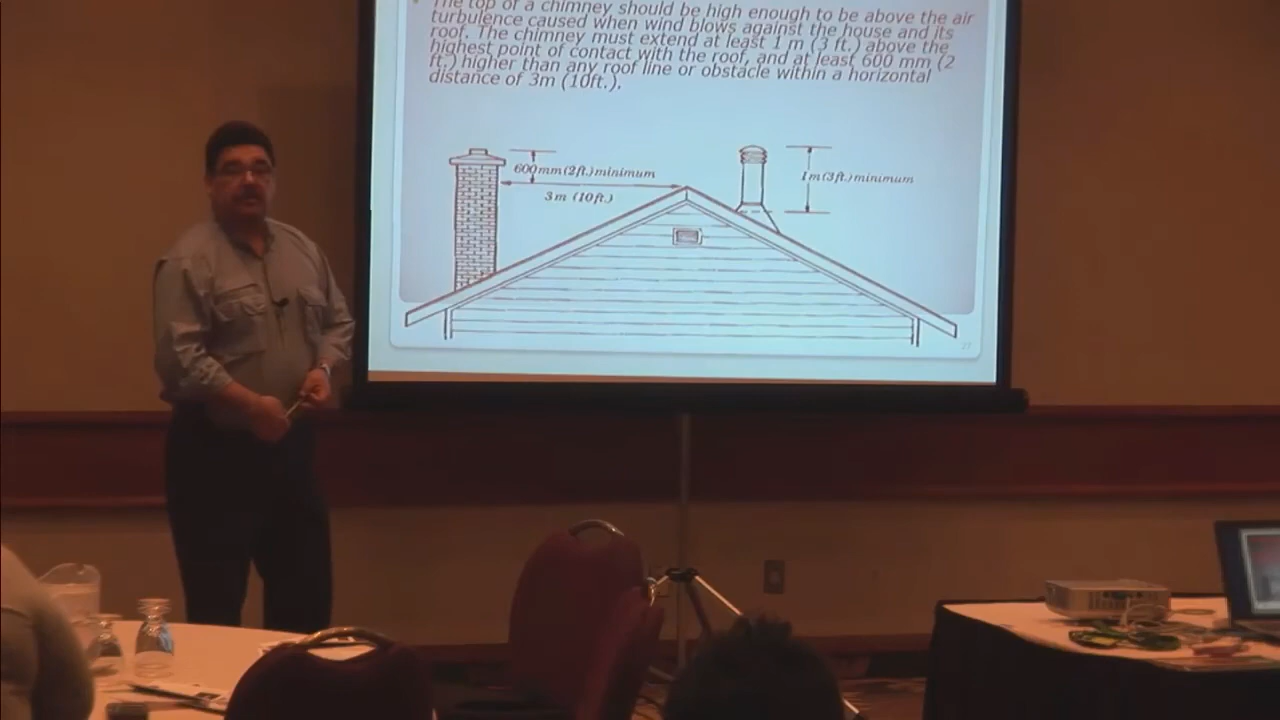 The top of a chimney should be high enough to be above the air
turbulence caused when wind blows against the house and its
roof. The chimney must extend at least 1 m (3 ft.) above the
highest point of contact with the roof, and at least 600 mm (2
ft.) higher than any roof line or obstacle within a horizontal
distance of 3m (10ft.).
600mm(2ft.)minimum
3m (10ft.)
1m(3ft.)minimum
27